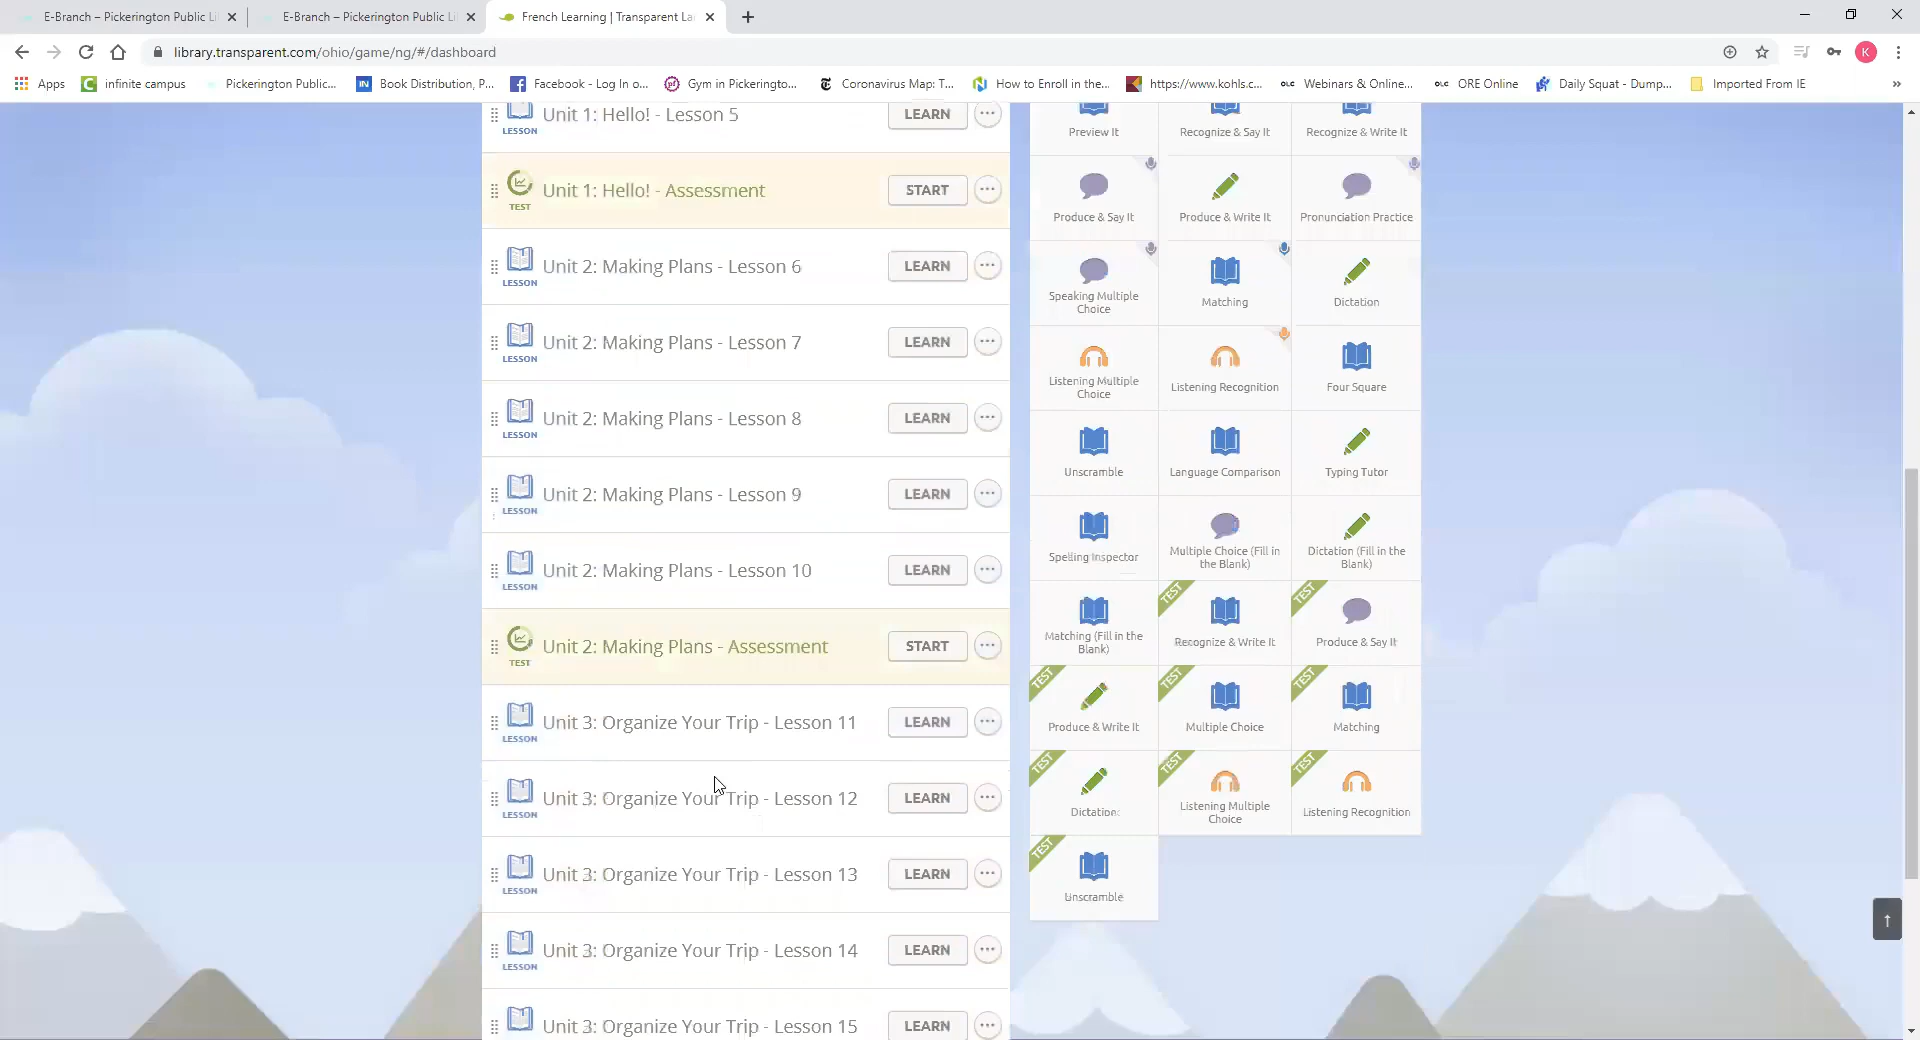 E-Branch – Pickerington Public Li
E-Branch – Pickerington Public Li
French Learning | Transparent La
library.transparent.com/ohio/game/ng/#/dashboard
K
Apps
infinite campus
Pickerington Public...
IN
Book Distribution, P...
Facebook - Log In o...
pf
Gym in Pickeringto...
Coronavirus Map: T...
How to Enroll in the...
https://www.kohls.c...
OLC
Webinars & Online...
OLC
ORE Online
Daily Squat - Dump...
Imported From IE
LESSON
Unit 1: Hello! - Lesson 5
LEARN
TEST
Unit 1: Hello! - Assessment
START
LESSON
Unit 2: Making Plans - Lesson 6
LEARN
LESSON
Unit 2: Making Plans - Lesson 7
LEARN
LESSON
Unit 2: Making Plans - Lesson 8
LEARN
LESSON
Unit 2: Making Plans - Lesson 9
LEARN
LESSON
Unit 2: Making Plans - Lesson 10
LEARN
TEST
Unit 2: Making Plans - Assessment
START
LESSON
Unit 3: Organize Your Trip - Lesson 11
LEARN
LESSON
Unit 3: Organize Your Trip - Lesson 12
LEARN
LESSON
Unit 3: Organize Your Trip - Lesson 13
LEARN
LESSON
Unit 3: Organize Your Trip - Lesson 14
LEARN
Unit 3: Organize Your Trip - Lesson 15
LEARN
Preview It
Recognize & Say It
Recognize & Write It
Produce & Say It
Produce & Write It
Pronunciation Practice
Speaking Multiple
Choice
Matching
Dictation
Listening Multiple
Choice
Listening Recognition
Four Square
Unscramble
Language Comparison
Typing Tutor
Spelling Inspector
Multiple Choice (Fill in
the Blank)
Dictation (Fill in the
Blank)
Matching (Fill in the
Blank)
TEST
Recognize & Write It
TEST
Produce & Say It
TEST
Produce & Write It
TEST
Multiple Choice
TEST
Matching
TEST
Dictation
TEST
Listening Multiple
Choice
TEST
Listening Recognition
TEST
Unscramble